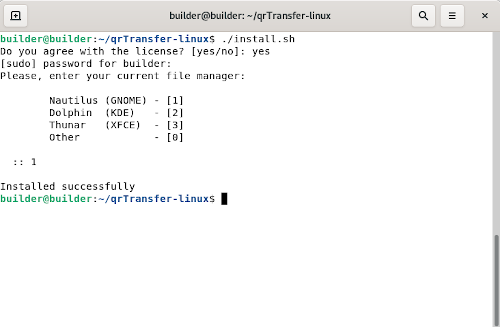 builder@builder: ~/qrTransfer-linux
builder@builder:~/qrTransfer-linux$ ./install.sh
Do you agree with the license? [yes/no]: yes
[sudo] password for builder:
Please, enter your current file manager:
Nautilus (GNOME) - [1]
Dolphin (KDE) - [2]
Thunar (XFCE) - [3]
Other - [0]
:: 1
Installed successfully
builder@builder:~/qrTransfer-linux$